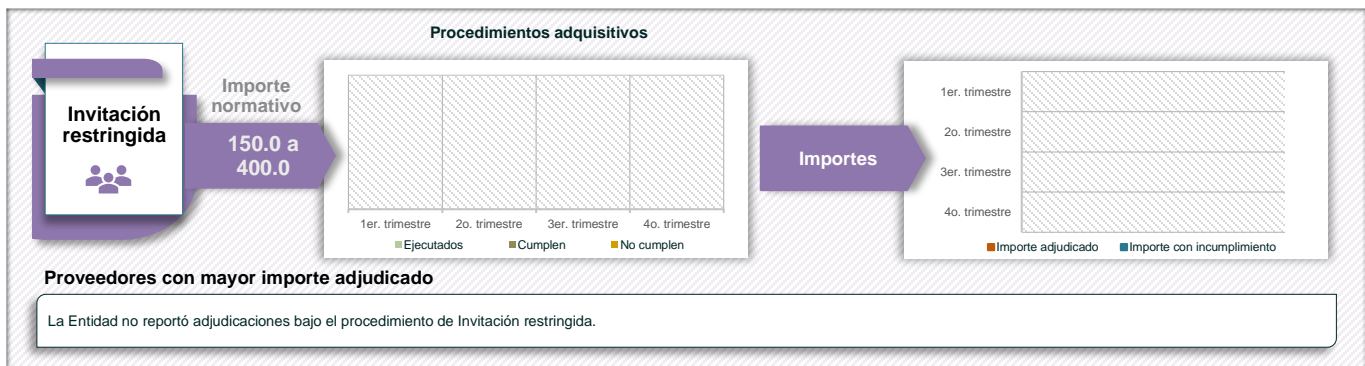 Procedimientos adquisitivos
Invitación
restringida
Importe
normativo
150.0 a
400.0
1er. trimestre 2o. trimestre 3er. trimestre 4o. trimestre
Ejecutados Cumplen No cumplen
Importes
1er. trimestre
2o. trimestre
3er. trimestre
4o. trimestre
Importe adjudicado Importe con incumplimiento
Proveedores con mayor importe adjudicado
La Entidad no reportó adjudicaciones bajo el procedimiento de Invitación restringida.